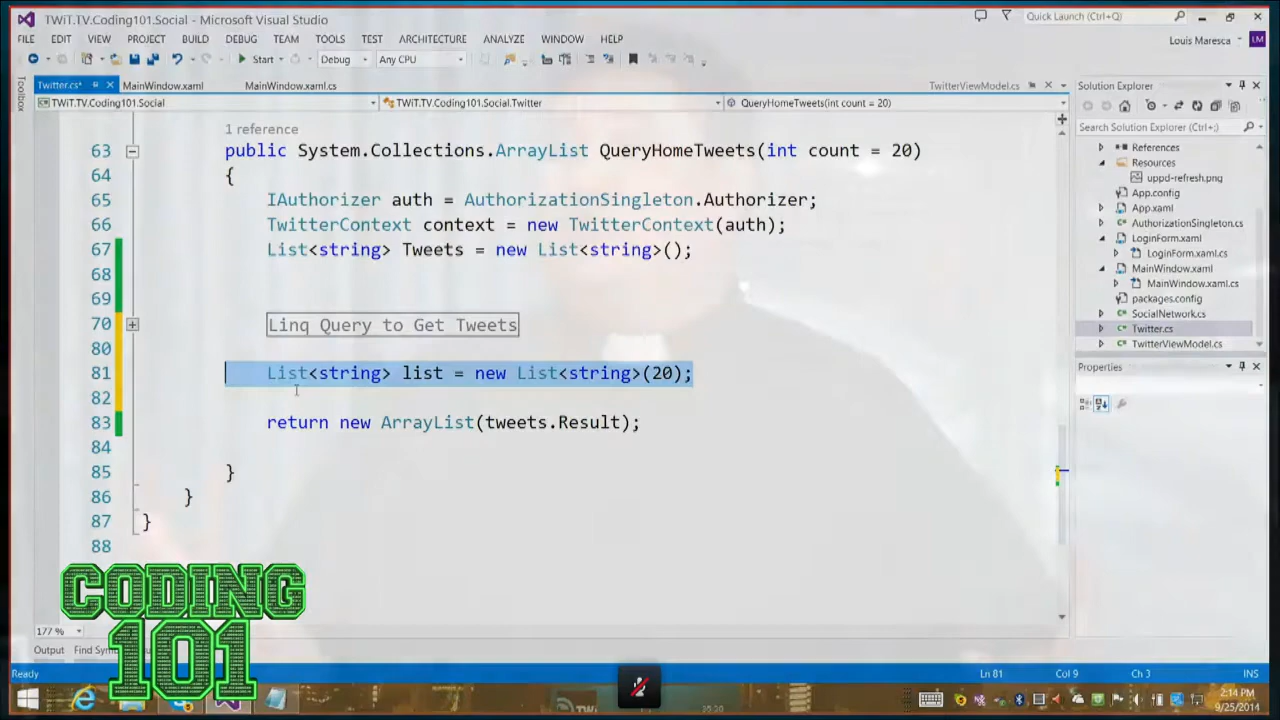 TWiT.TV.Coding101.Social - Microsoft Visual Studio
Quick Launch (Ctrl+Q)
FILE EDIT VIEW PROJECT BUILD DEBUG TEAM TOOLS TEST ARCHITECTURE ANALYZE WINDOW HELP
Louis Maresca LM
Start Debug Any CPU
Toolbox
Twitter.cs* MainWindow.xaml MainWindow.xaml.cs TwitterViewModel.cs
TWiT.TV.Coding101.Social TWiT.TV.Coding101.Social.Twitter QueryHomeTweets(int count = 20)
1 reference
63 public System.Collections.ArrayList QueryHomeTweets(int count = 20)
64 {
65 IAuthorizer auth = AuthorizationSingleton.Authorizer;
66 TwitterContext context = new TwitterContext(auth);
67 List<string> Tweets = new List<string>();
68
69
70 Linq Query to Get Tweets
80
81 List<string> list = new List<string>(20);
82
83 return new ArrayList(tweets.Result);
84
85 }
86 }
87 }
88
177 %
Output Find Sym
Solution Explorer
Search Solution Explorer (Ctrl+;)
References
Resources
uppd-refresh.png
App.config
App.xaml
AuthorizationSingleton.cs
LoginForm.xaml
LoginForm.xaml.cs
MainWindow.xaml
MainWindow.xaml.cs
packages.config
SocialNetwork.cs
Twitter.cs
TwitterViewModel.cs
Properties
CODING
101
Ready Ln 81 Col 9 Ch 3 INS
2:14 PM
9/25/2014